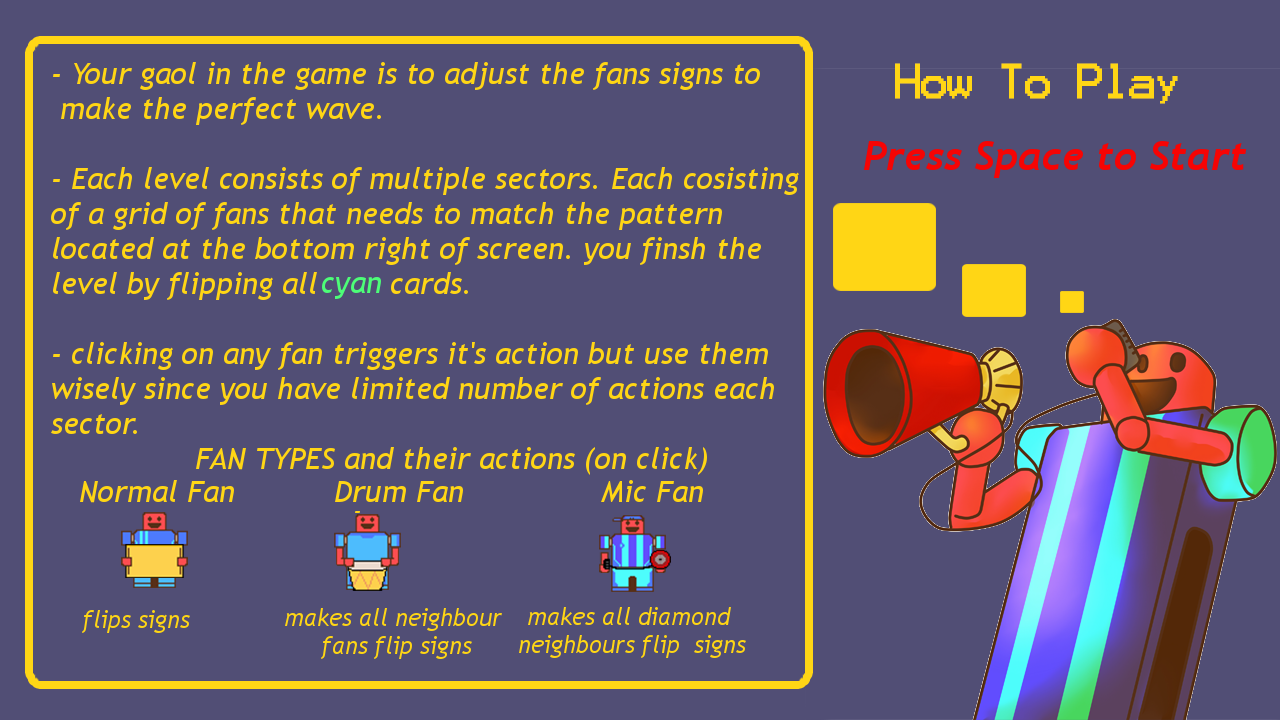 - Your gaol in the game is to adjust the fans signs to
make the perfect wave.
- Each level consists of multiple sectors. Each cosisting
of a grid of fans that needs to match the pattern
located at the bottom right of screen. you finsh the
level by flipping all cyan cards.
- clicking on any fan triggers it's action but use them
wisely since you have limited number of actions each
sector.
FAN TYPES and their actions (on click)
Normal Fan Drum Fan Mic Fan
flips signs
makes all neighbour
fans flip signs
makes all diamond
neighbours flip signs
How To Play
Press Space to Start